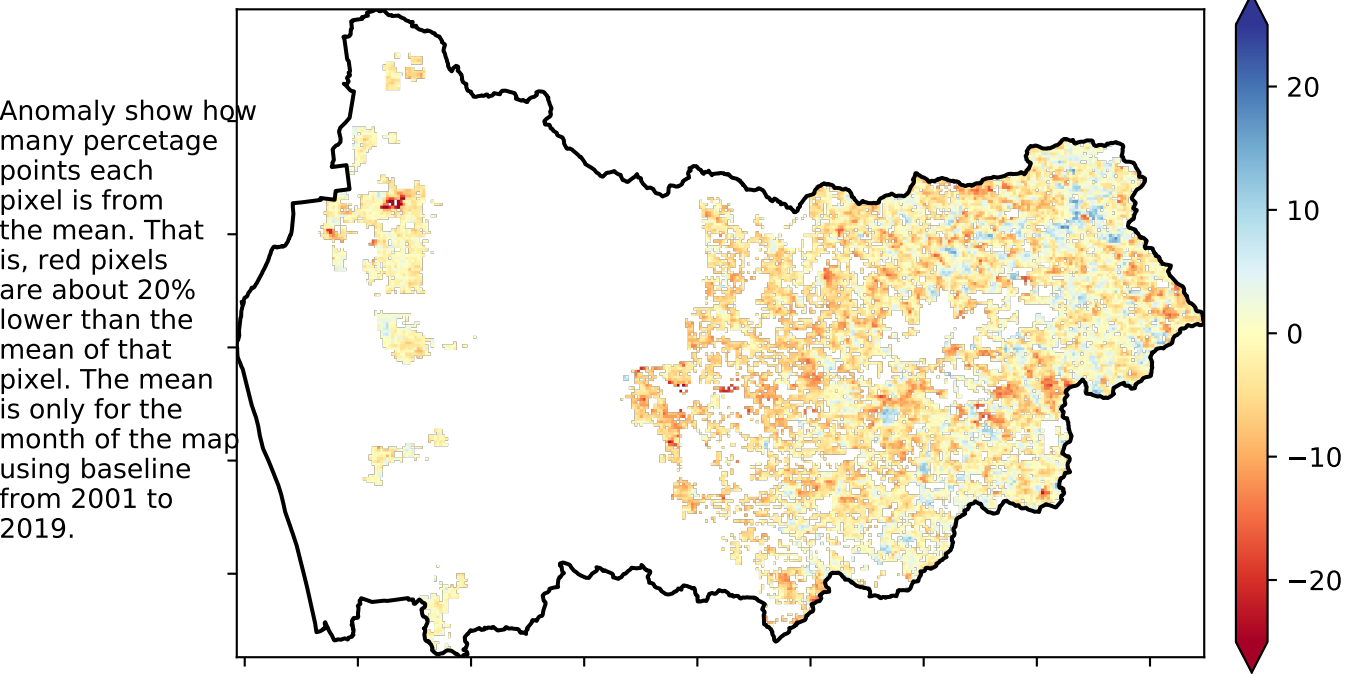 Anomaly show how
many percetage
points each
pixel is from
the mean. That
is, red pixels
are about 20%
lower than the
mean of that
pixel. The mean
is only for the
month of the map
using baseline
from 2001 to
2019.
20
10
0
−10
−20